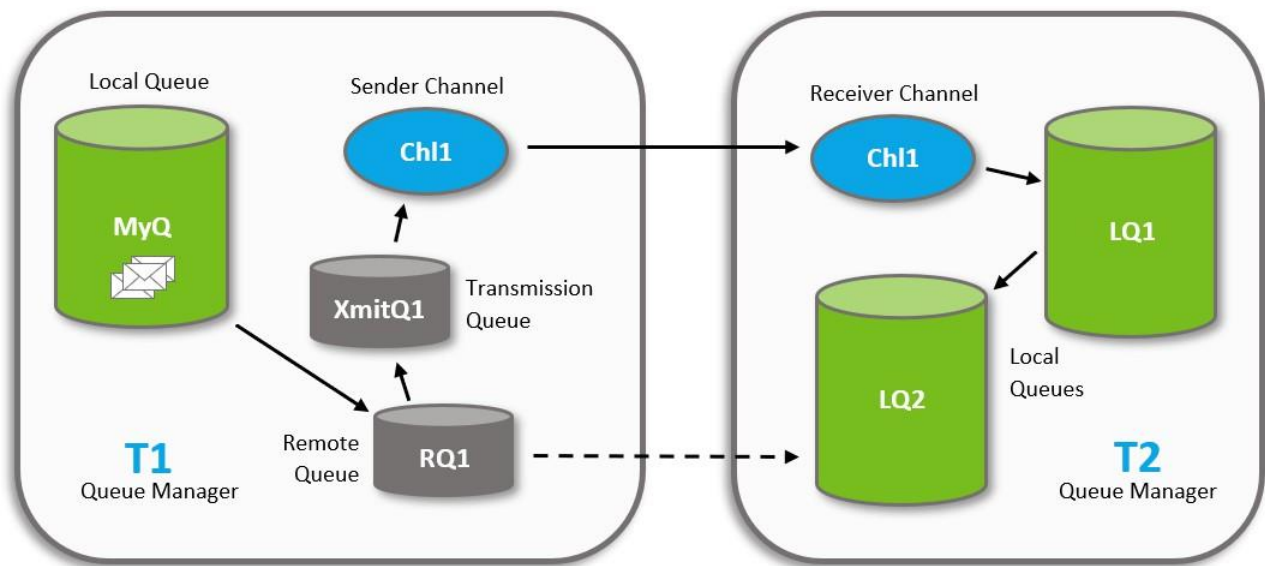 Local Queue
MyQ
Sender Channel
Chl1
XmitQ1
Transmission
Queue
Remote
Queue
RQ1
T1
Queue Manager
Receiver Channel
Chl1
LQ1
LQ2
Local
Queues
T2
Queue Manager